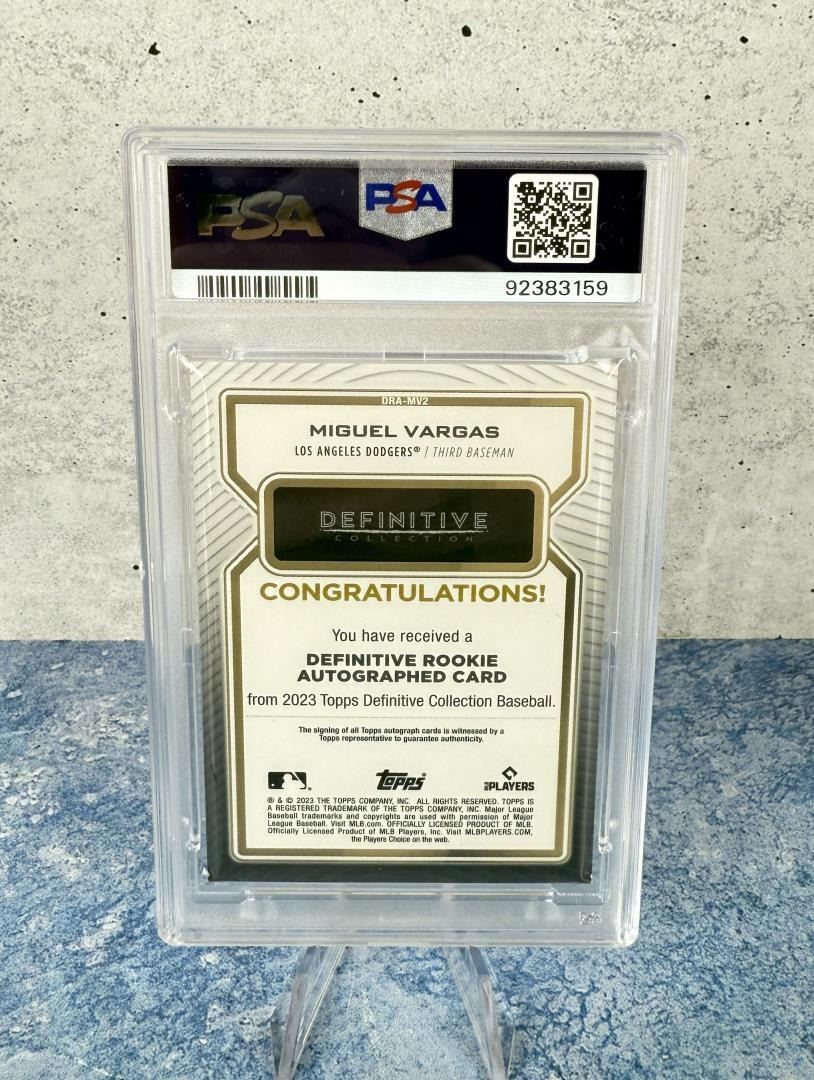 PSA
PSA
92383159
DRA-MV2
MIGUEL VARGAS
LOS ANGELES DODGERS® / THIRD BASEMAN
DEFINITIVE
COLLECTION
CONGRATULATIONS!
You have received a
DEFINITIVE ROOKIE
AUTOGRAPHED CARD
from 2023 Topps Definitive Collection Baseball.
The signing of all Topps autograph cards is witnessed by a
Topps representative to guarantee authenticity.
topps
MLB PLAYERS
® & © 2023 THE TOPPS COMPANY, INC. ALL RIGHTS RESERVED. TOPPS IS
A REGISTERED TRADEMARK OF THE TOPPS COMPANY, INC. Major League
Baseball trademarks and copyrights are used with permission of Major
League Baseball. Visit MLB.com. OFFICIALLY LICENSED PRODUCT OF MLB.
Officially Licensed Product of MLB Players, Inc. Visit MLBPLAYERS.COM,
the Players Choice on the web.
PSA